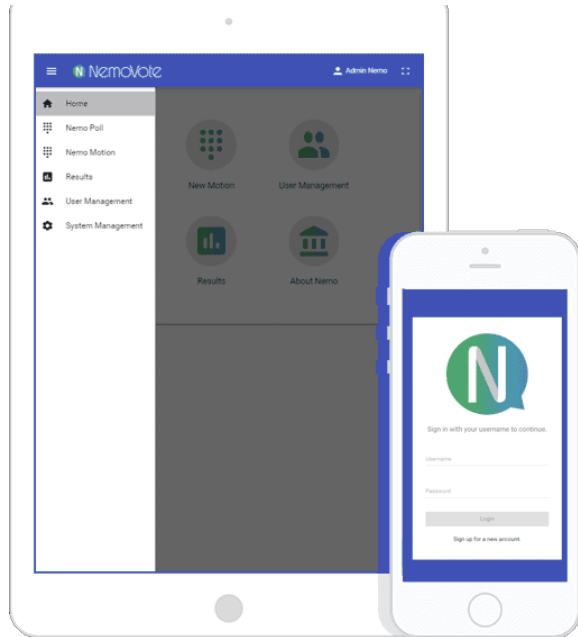 NemoVote
Admin Nemo
Home
Nemo Poll
Nemo Motion
Results
User Management
System Management
New Motion
User Management
Results
About Nemo
N
Sign in with your username to continue.
Username
Password
Login
Sign up for a new account.